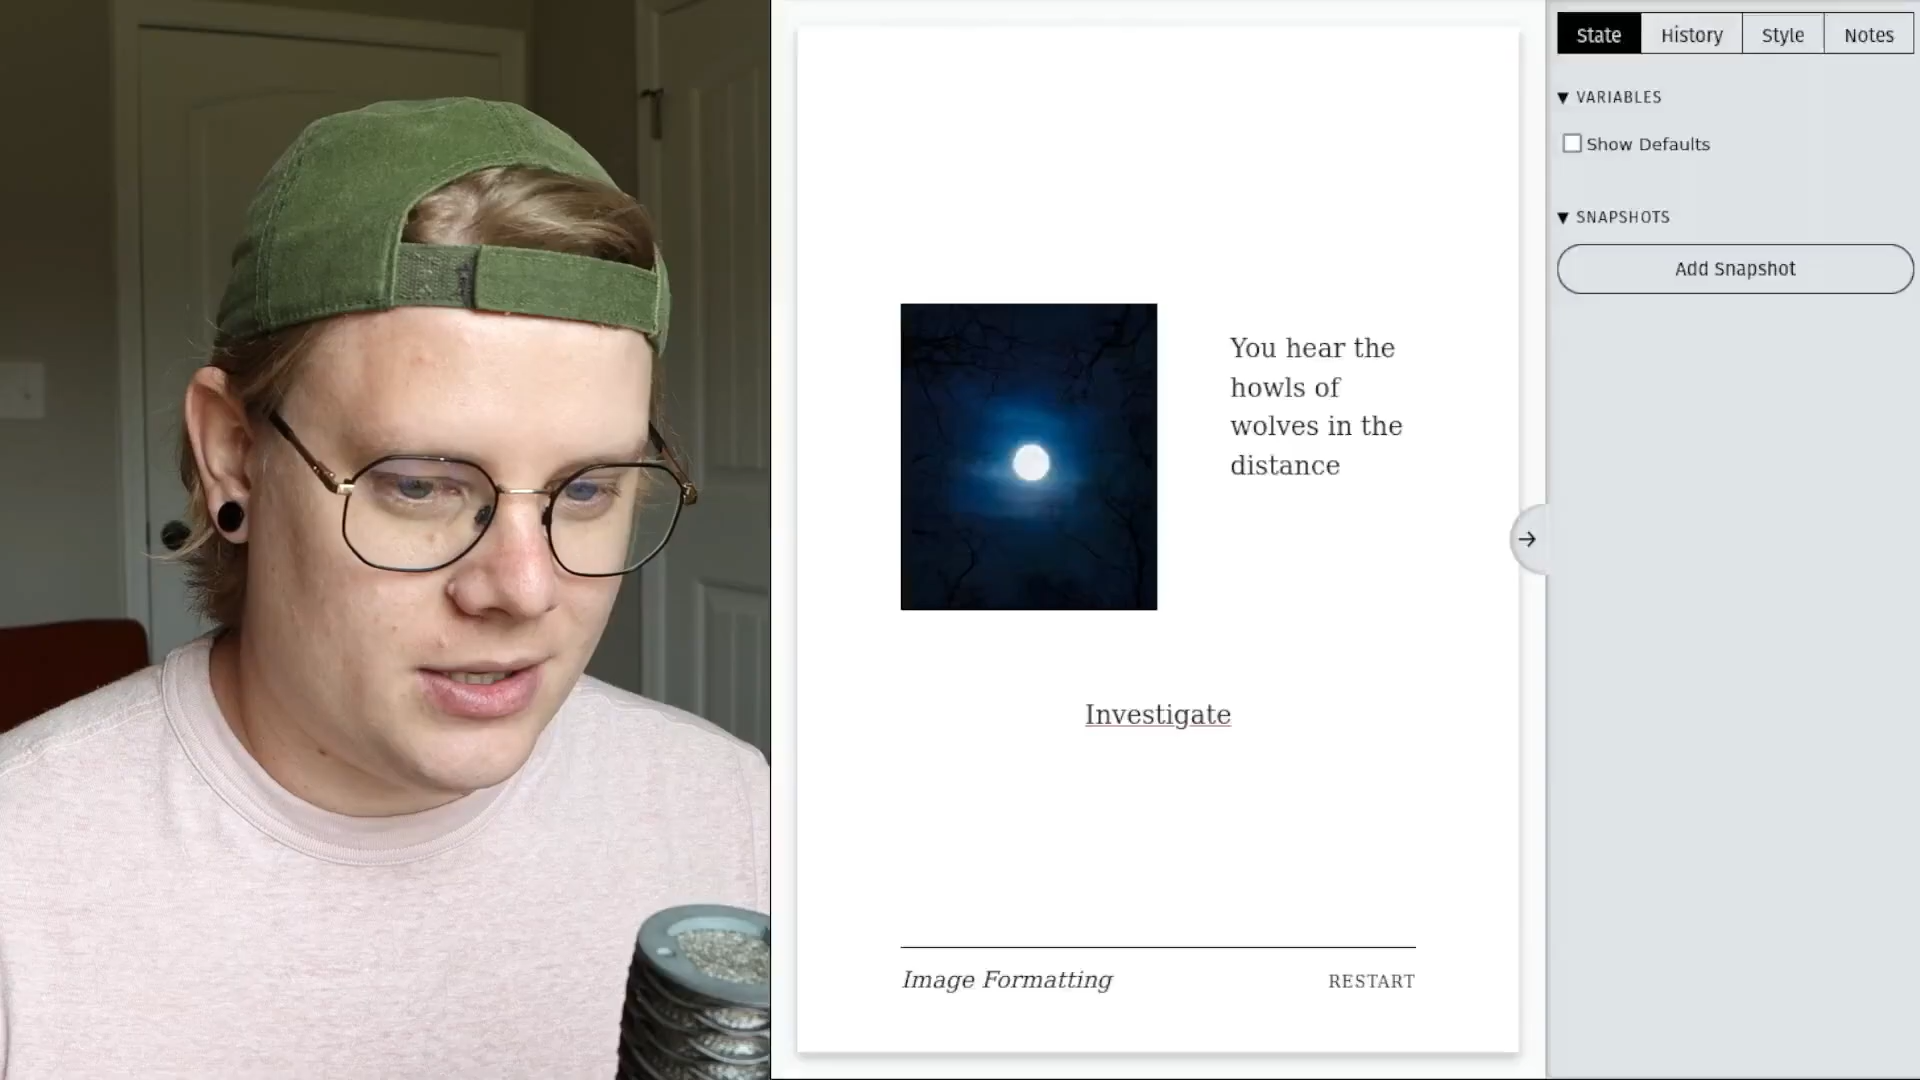 State
History
Style
Notes
▼ VARIABLES
Show Defaults
▼ SNAPSHOTS
Add Snapshot
You hear the
howls of
wolves in the
distance
→
Investigate
Image Formatting
RESTART